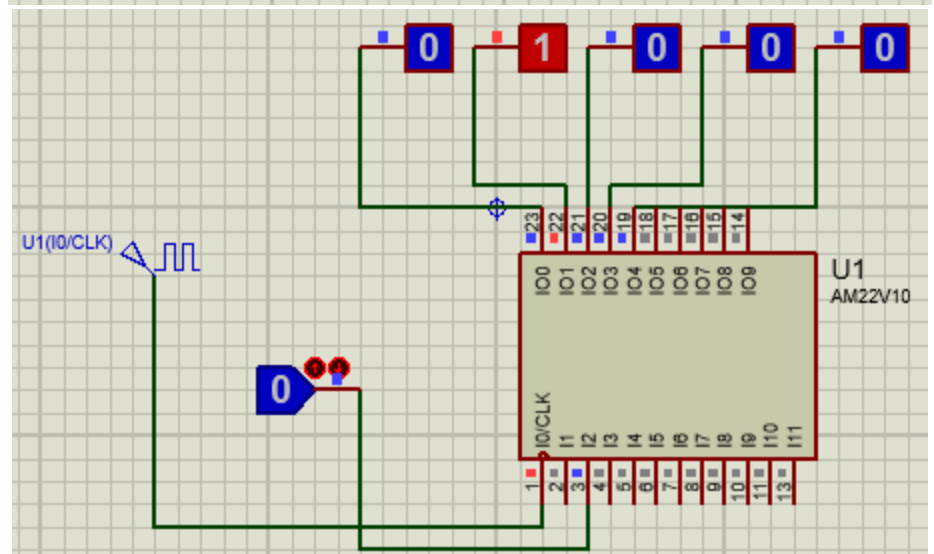 0 1 0 0 0
23 22 21 20 19 18 17 16 15 14
U1(I0/CLK)
IO0 IO1 IO2 IO3 IO4 IO5 IO6 IO7 IO8 IO9
U1
AM22V10
0
I0/CLK I1 I2 I3 I4 I5 I6 I7 I8 I9 I10 I11
1 2 3 4 5 6 7 8 9 10 11 13